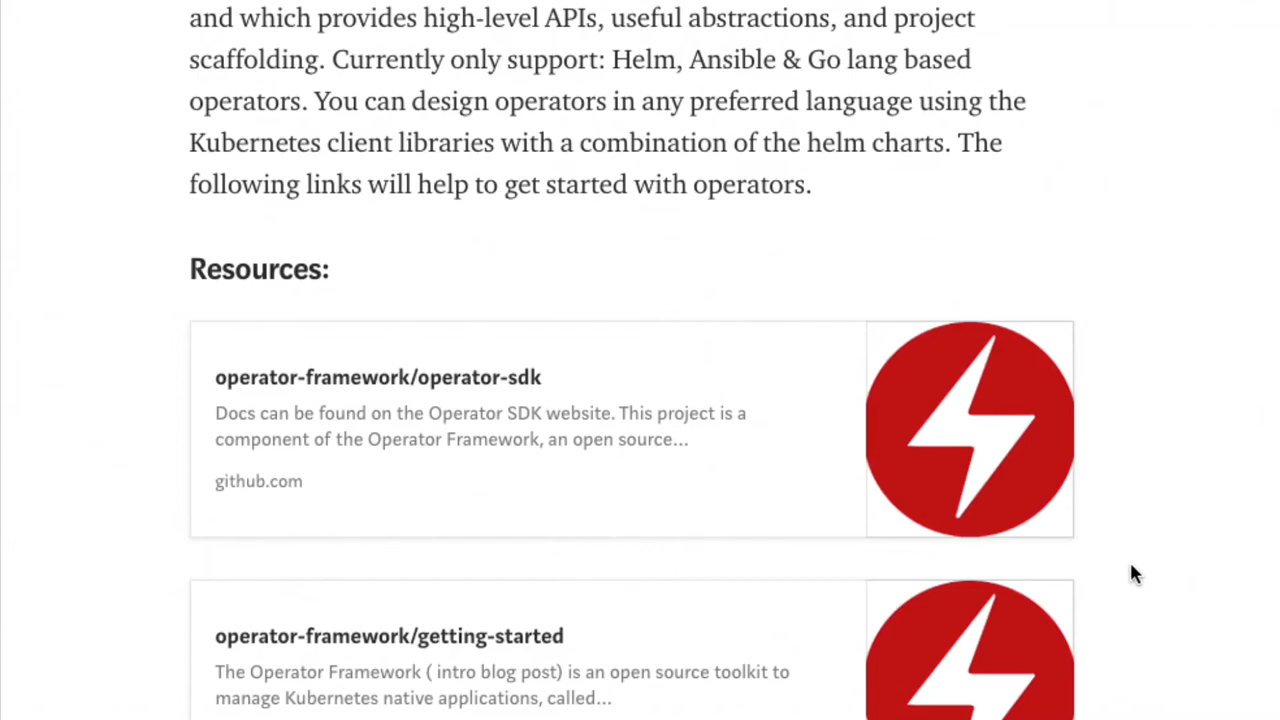 and which provides high-level APIs, useful abstractions, and project
scaffolding. Currently only support: Helm, Ansible & Go lang based
operators. You can design operators in any preferred language using the
Kubernetes client libraries with a combination of the helm charts. The
following links will help to get started with operators.
Resources:
operator-framework/operator-sdk
Docs can be found on the Operator SDK website. This project is a
component of the Operator Framework, an open source...
github.com
operator-framework/getting-started
The Operator Framework ( intro blog post) is an open source toolkit to
manage Kubernetes native applications, called...